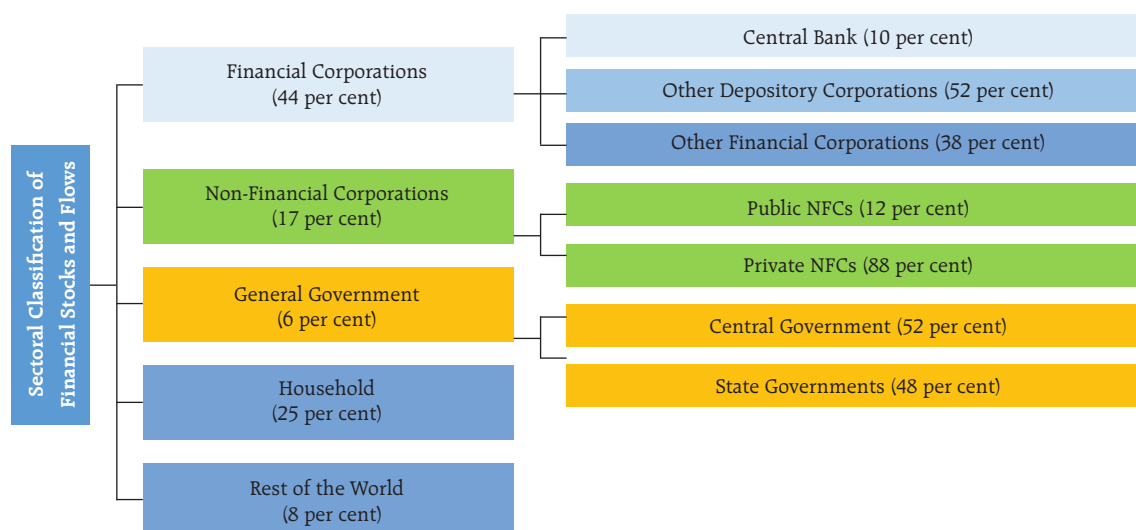 Sectoral Classification of
Financial Stocks and Flows
Financial Corporations
(44 per cent)
Central Bank (10 per cent)
Other Depository Corporations (52 per cent)
Other Financial Corporations (38 per cent)
Non-Financial Corporations
(17 per cent)
Public NFCs (12 per cent)
Private NFCs (88 per cent)
General Government
(6 per cent)
Central Government (52 per cent)
State Governments (48 per cent)
Household
(25 per cent)
Rest of the World
(8 per cent)